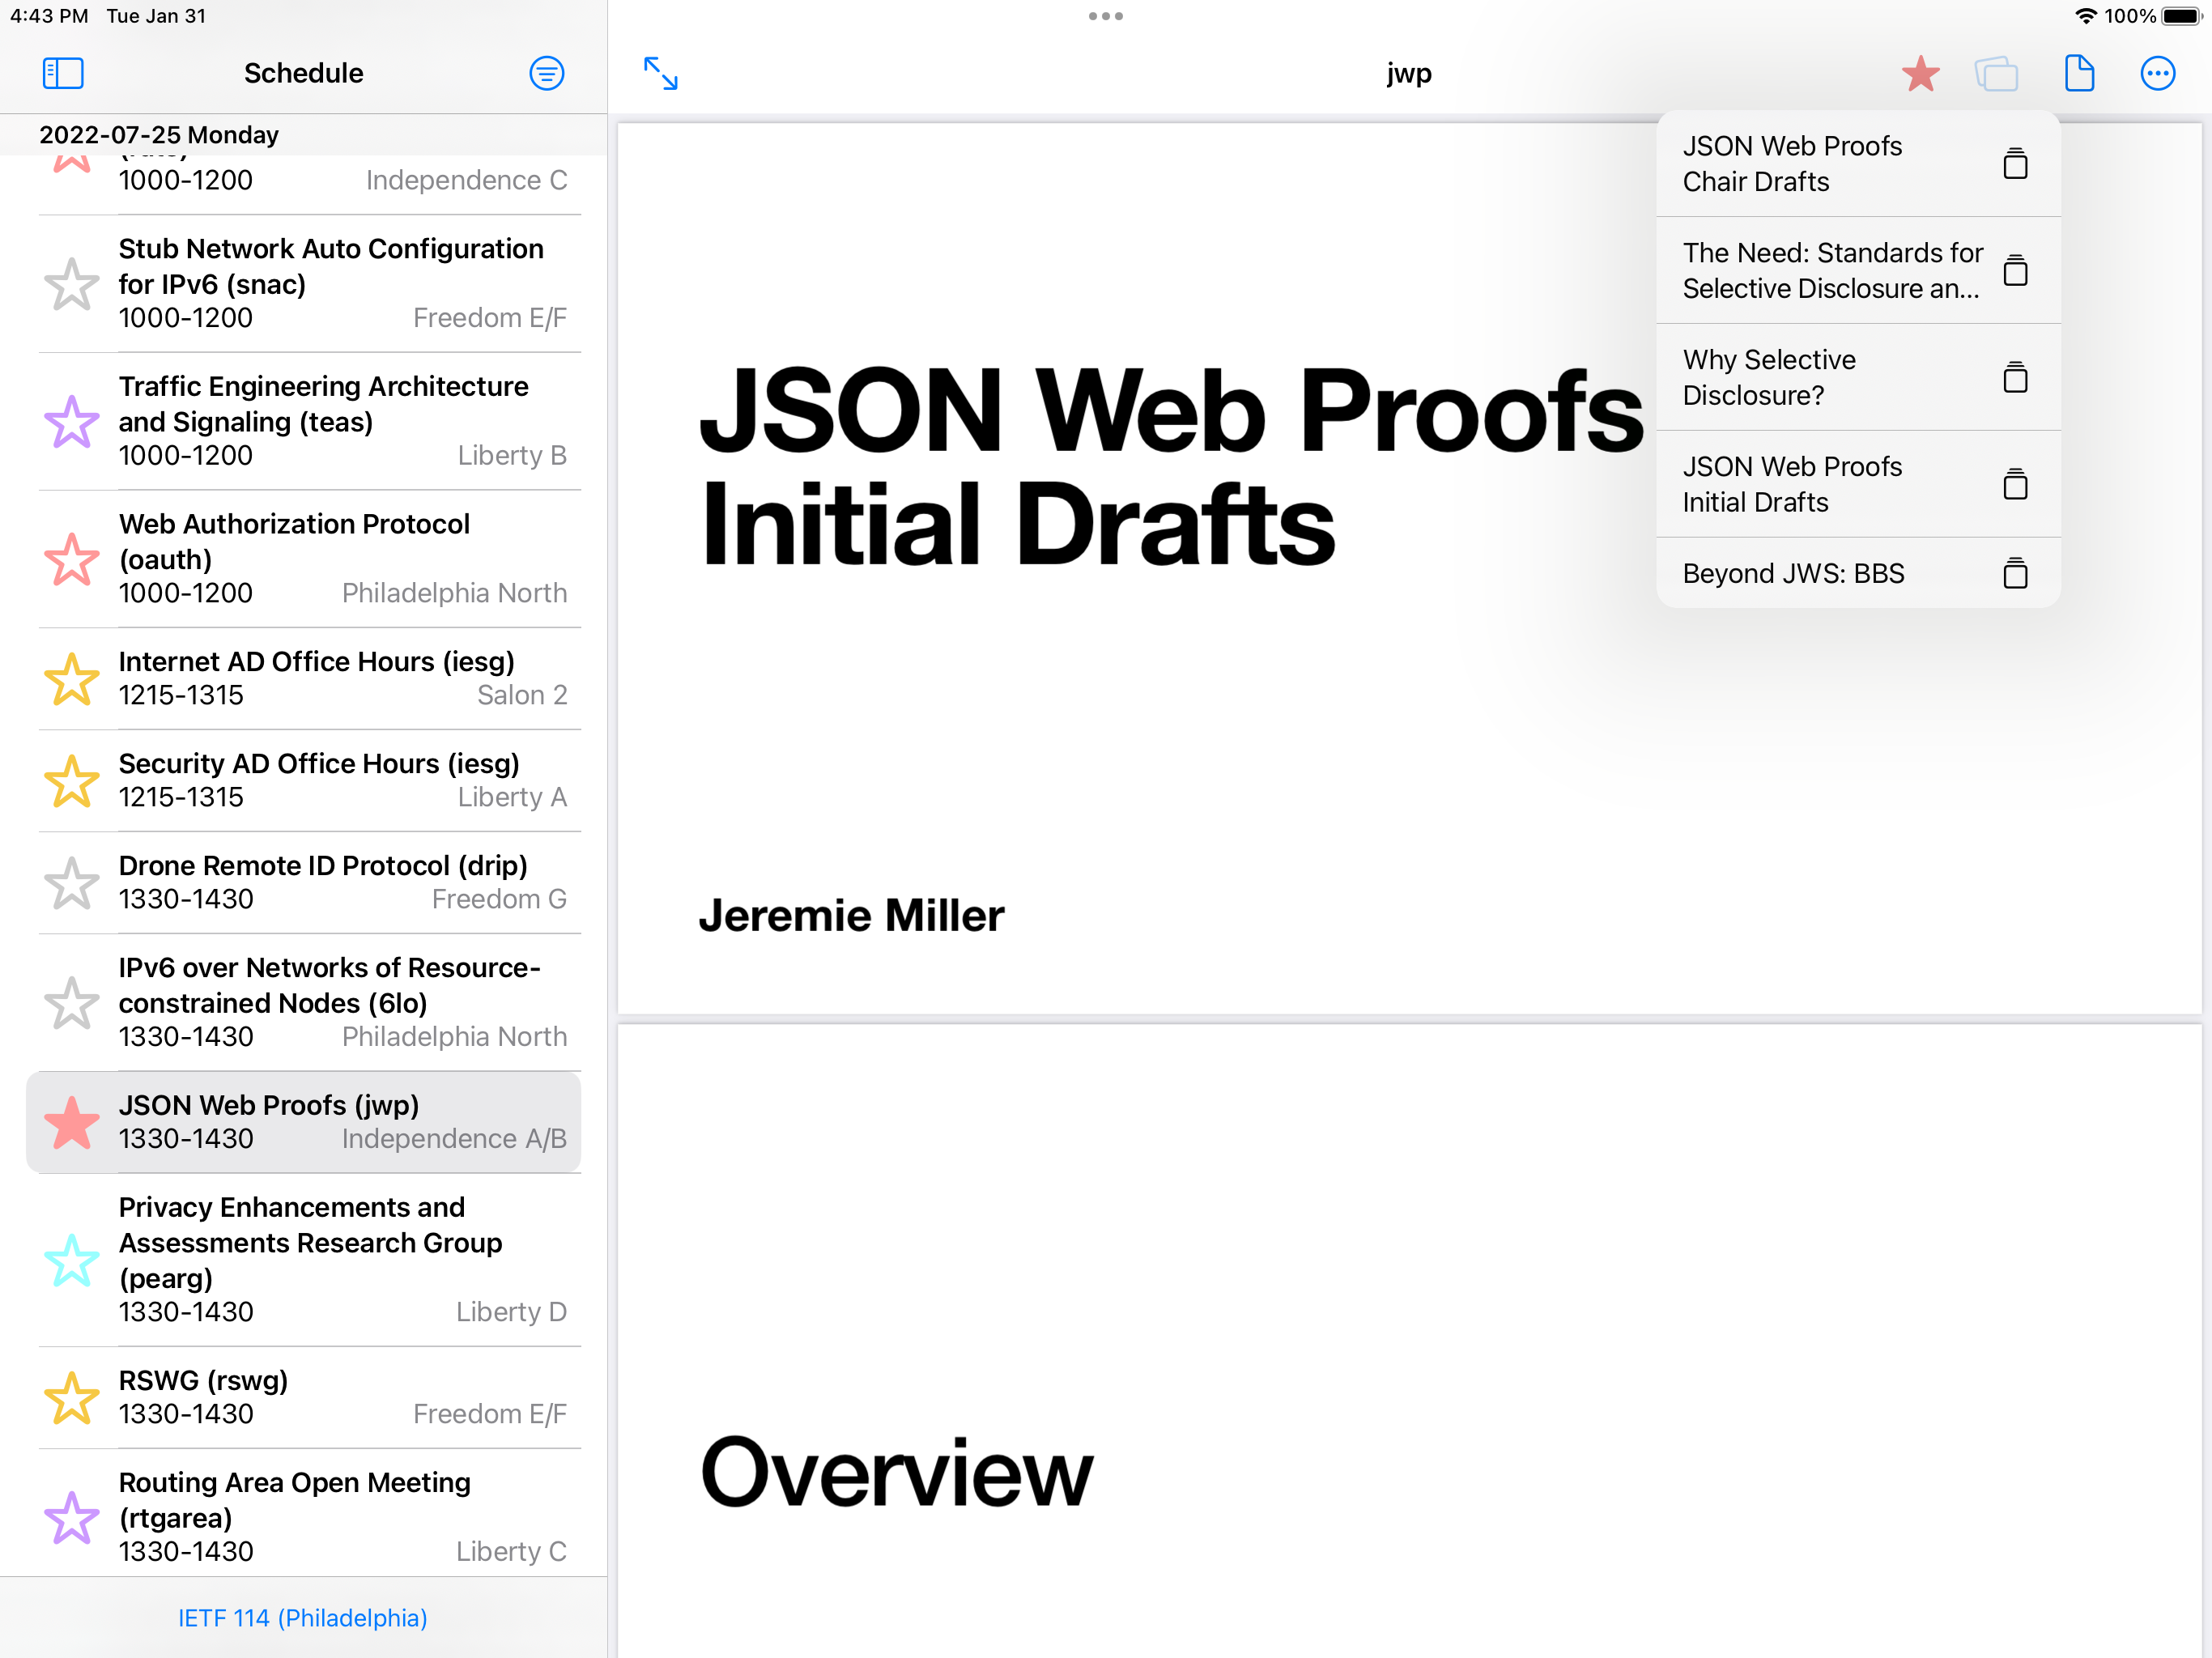 4:43 PM Tue Jan 31
100%
Schedule
jwp
2022-07-25 Monday
1000-1200 Independence C
Stub Network Auto Configuration
for IPv6 (snac)
1000-1200 Freedom E/F
Traffic Engineering Architecture
and Signaling (teas)
1000-1200 Liberty B
Web Authorization Protocol
(oauth)
1000-1200 Philadelphia North
Internet AD Office Hours (iesg)
1215-1315 Salon 2
Security AD Office Hours (iesg)
1215-1315 Liberty A
Drone Remote ID Protocol (drip)
1330-1430 Freedom G
IPv6 over Networks of Resource-
constrained Nodes (6lo)
1330-1430 Philadelphia North
JSON Web Proofs (jwp)
1330-1430 Independence A/B
Privacy Enhancements and
Assessments Research Group
(pearg)
1330-1430 Liberty D
RSWG (rswg)
1330-1430 Freedom E/F
Routing Area Open Meeting
(rtgarea)
1330-1430 Liberty C
IETF 114 (Philadelphia)
JSON Web Proofs
Chair Drafts
The Need: Standards for
Selective Disclosure an...
Why Selective
Disclosure?
JSON Web Proofs
Initial Drafts
Beyond JWS: BBS
JSON Web Proofs
Initial Drafts
Jeremie Miller
Overview